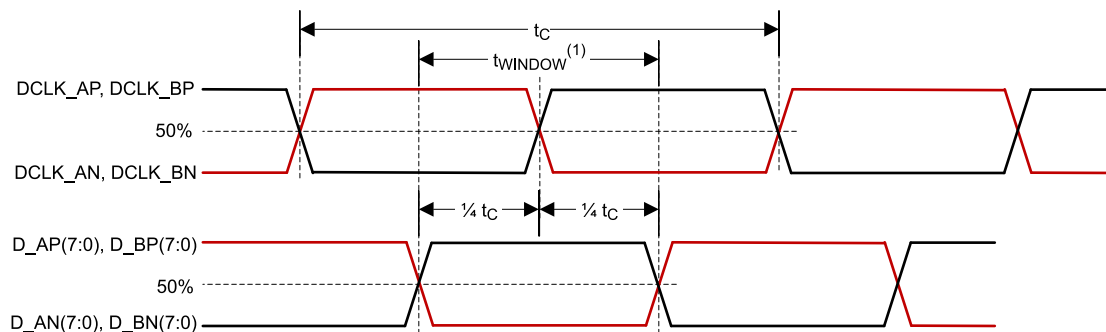 tC
tWINDOW(1)
DCLK_AP, DCLK_BP
50%
DCLK_AN, DCLK_BN
¼ tC
¼ tC
D_AP(7:0), D_BP(7:0)
50%
D_AN(7:0), D_BN(7:0)